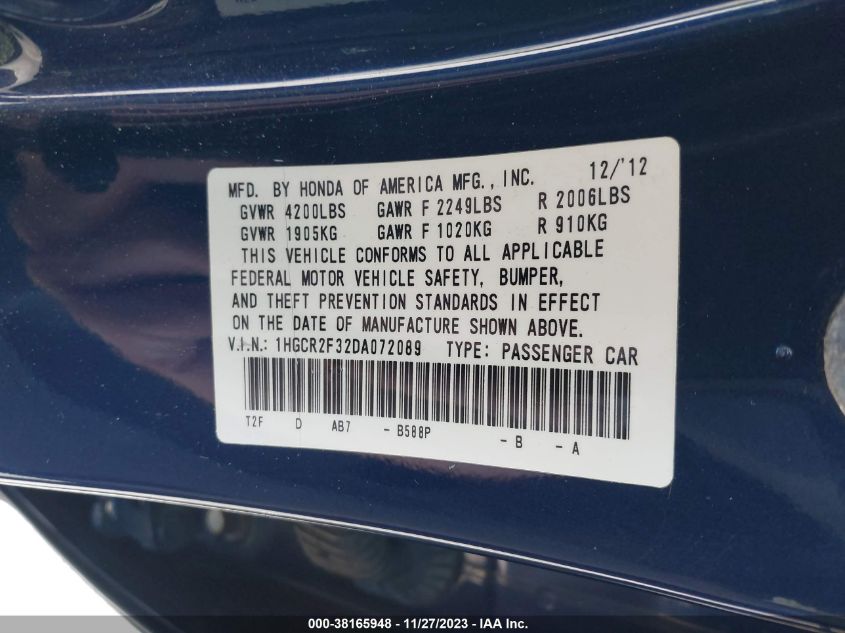 MFD. BY HONDA OF AMERICA MFG., INC. 12/'12
GVWR 4200LBS GAWR F 2249LBS R 2006LBS
GVWR 1905KG GAWR F 1020KG R 910KG
THIS VEHICLE CONFORMS TO ALL APPLICABLE
FEDERAL MOTOR VEHICLE SAFETY, BUMPER,
AND THEFT PREVENTION STANDARDS IN EFFECT
ON THE DATE OF MANUFACTURE SHOWN ABOVE.
V.I.N.: 1HGCR2F32DA072089 TYPE: PASSENGER CAR
T2F D AB7 - B588P - B - A
000-38165948 - 11/27/2023 - IAA Inc.